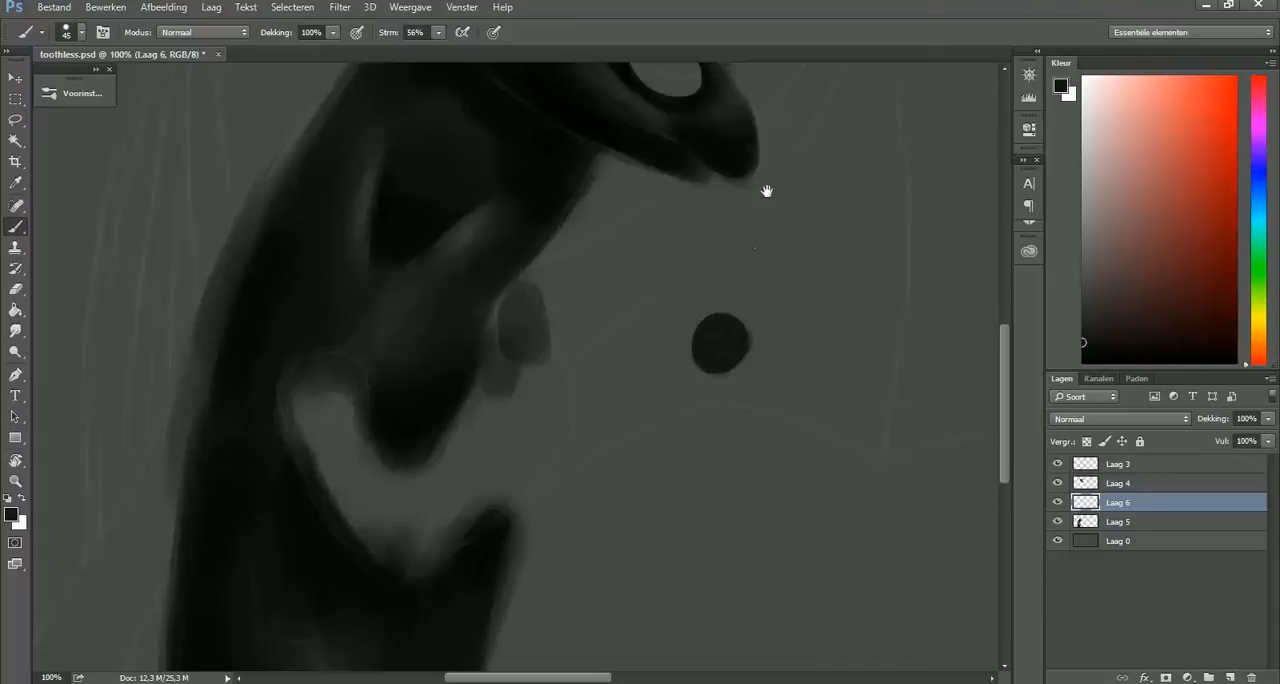 Ps Bestand Bewerken Afbeelding Laag Tekst Selecteren Filter 3D Weergave Venster Help
45 Modus: Normaal Dekking: 100% Strm: 56% Essentiële elementen
toothless.psd @ 100% (Laag 6, RGB/8) * ×
Voorinst...
Kleur
Lagen Kanalen Paden
Soort
Normaal Dekking: 100%
Vergr.: Vul: 100%
Laag 3
Laag 4
Laag 6
Laag 5
Laag 0
100% Doc: 12,3 M/25,3 M